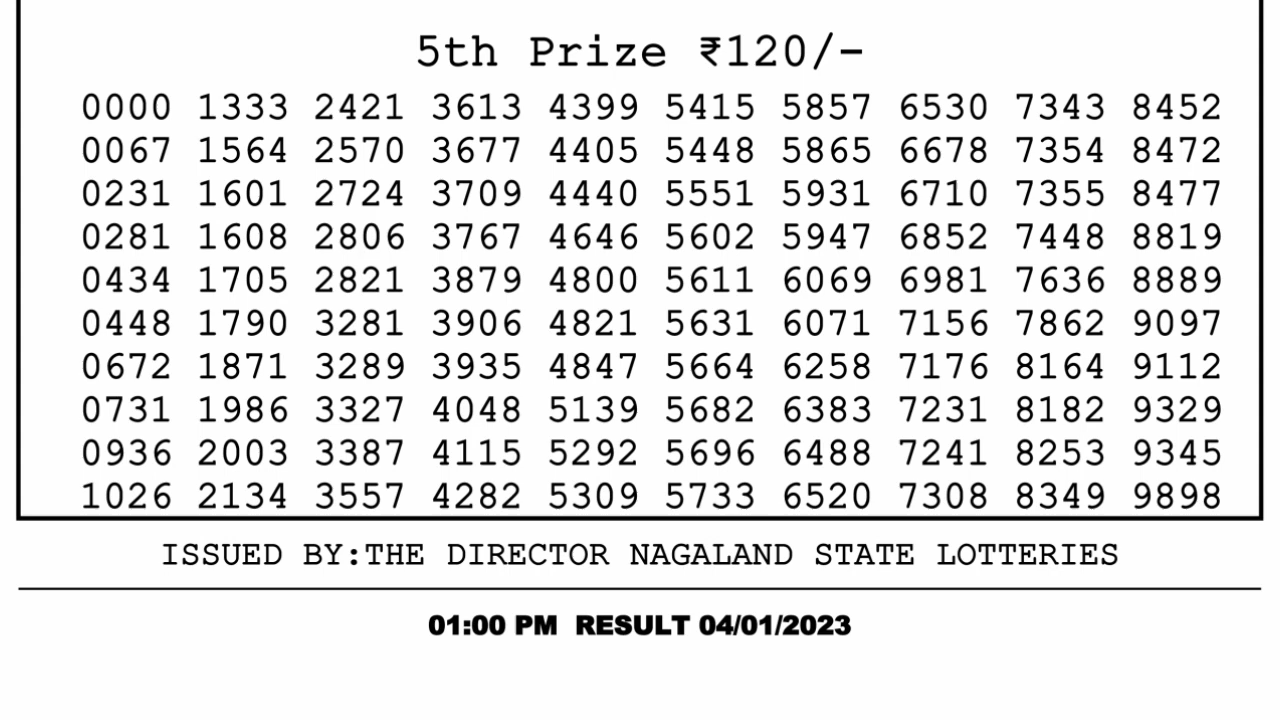 5th Prize ₹120/-
0000 1333 2421 3613 4399 5415 5857 6530 7343 8452
0067 1564 2570 3677 4405 5448 5865 6678 7354 8472
0231 1601 2724 3709 4440 5551 5931 6710 7355 8477
0281 1608 2806 3767 4646 5602 5947 6852 7448 8819
0434 1705 2821 3879 4800 5611 6069 6981 7636 8889
0448 1790 3281 3906 4821 5631 6071 7156 7862 9097
0672 1871 3289 3935 4847 5664 6258 7176 8164 9112
0731 1986 3327 4048 5139 5682 6383 7231 8182 9329
0936 2003 3387 4115 5292 5696 6488 7241 8253 9345
1026 2134 3557 4282 5309 5733 6520 7308 8349 9898
ISSUED BY:THE DIRECTOR NAGALAND STATE LOTTERIES
01:00 PM RESULT 04/01/2023